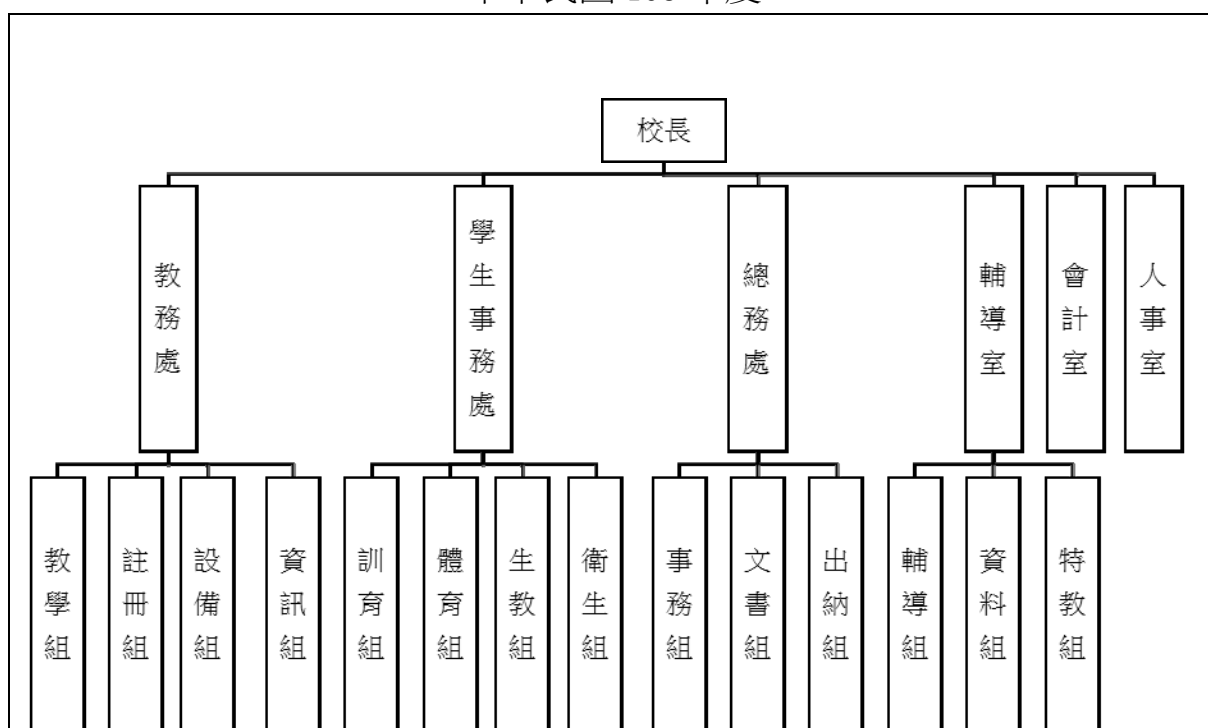 校長
教務處
學生事務處
總務處
輔導室
會計室
人事室
教學組
註冊組
設備組
資訊組
訓育組
體育組
生教組
衛生組
事務組
文書組
出納組
輔導組
資料組
特教組